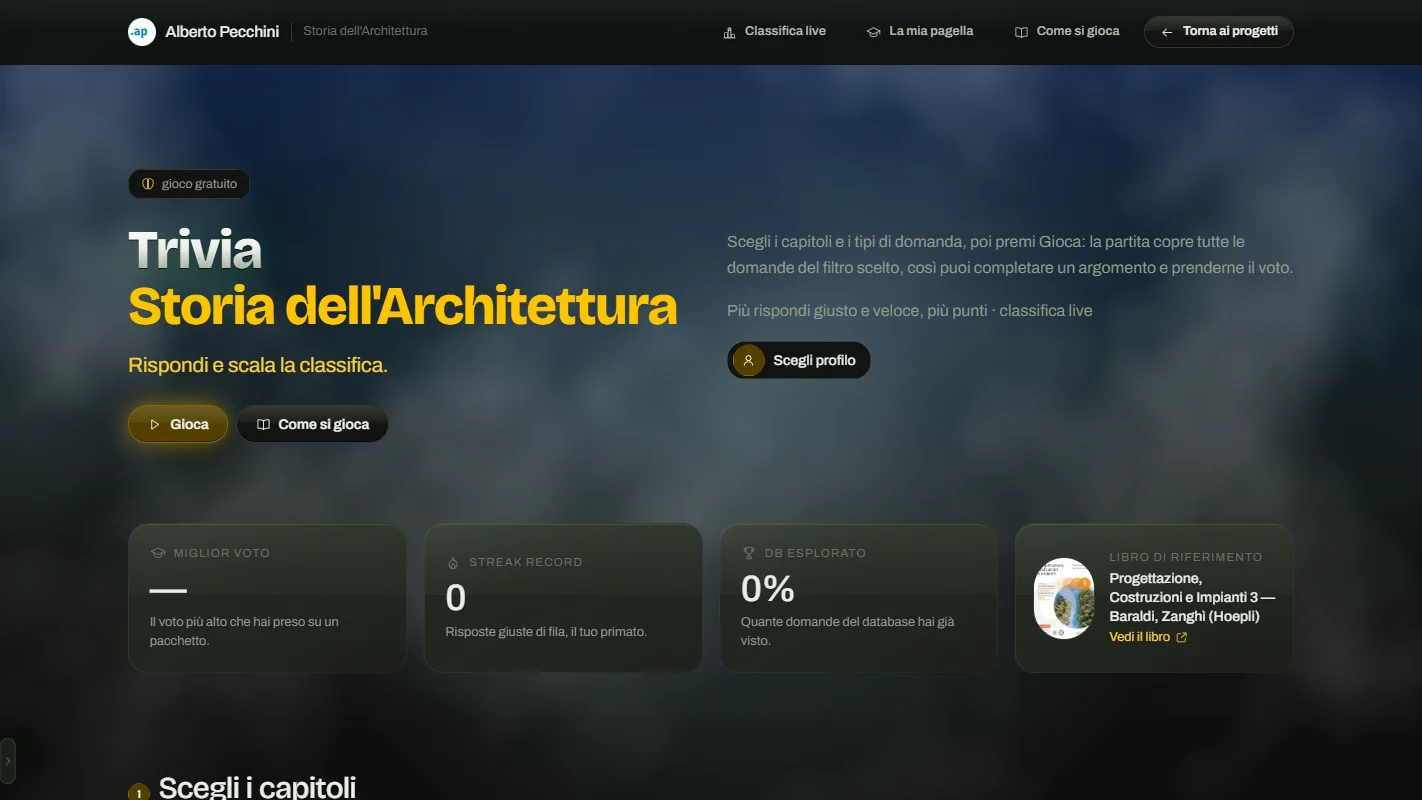 .ap Alberto Pecchini Storia dell'Architettura Classifica live La mia pagella Come si gioca Torna ai progetti
gioco gratuito
Trivia
Storia dell'Architettura
Rispondi e scala la classifica.
Gioca Come si gioca
Scegli i capitoli e i tipi di domanda, poi premi Gioca: la partita copre tutte le
domande del filtro scelto, così puoi completare un argomento e prenderne il voto.
Più rispondi giusto e veloce, più punti · classifica live
Scegli profilo
MIGLIOR VOTO
—
Il voto più alto che hai preso su un
pacchetto.
STREAK RECORD
0
Risposte giuste di fila, il tuo primato.
DB ESPLORATO
0%
Quante domande del database hai già
visto.
LIBRO DI RIFERIMENTO
Progettazione,
Costruzioni e Impianti 3 —
Baraldi, Zanghì (Hoepli)
Vedi il libro
1 Scegli i capitoli